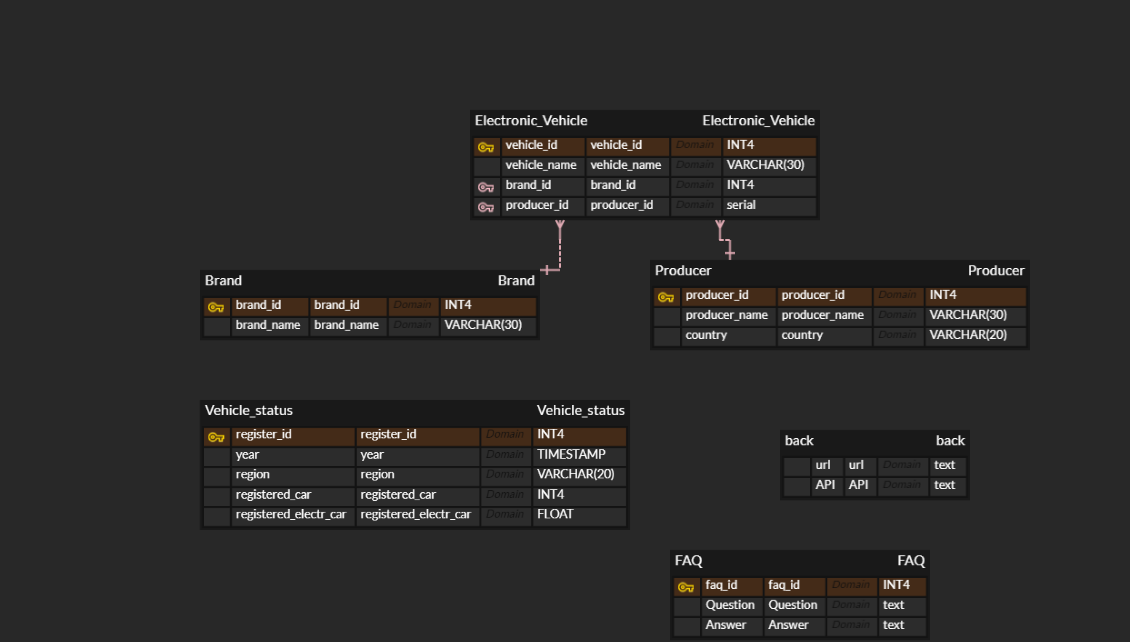 Electronic_Vehicle Electronic_Vehicle
vehicle_id vehicle_id Domain INT4
vehicle_name vehicle_name Domain VARCHAR(30)
brand_id brand_id Domain INT4
producer_id producer_id Domain serial
Brand Brand
brand_id brand_id Domain INT4
brand_name brand_name Domain VARCHAR(30)
Producer Producer
producer_id producer_id Domain INT4
producer_name producer_name Domain VARCHAR(30)
country country Domain VARCHAR(20)
Vehicle_status Vehicle_status
register_id register_id Domain INT4
year year Domain TIMESTAMP
region region Domain VARCHAR(20)
registered_car registered_car Domain INT4
registered_electr_car registered_electr_car Domain FLOAT
back back
url url Domain text
API API Domain text
FAQ FAQ
faq_id faq_id Domain INT4
Question Question Domain text
Answer Answer Domain text